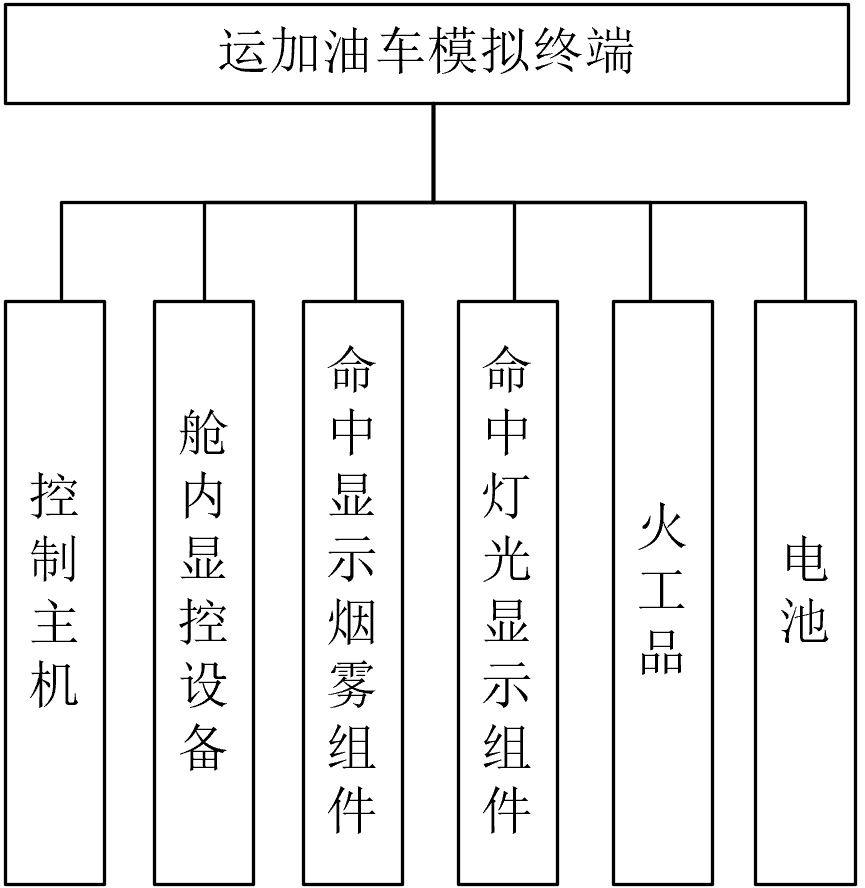 运加油车模拟终端
控制主机
舱内显控设备
命中显示烟雾组件
命中灯光显示组件
火工品
电池